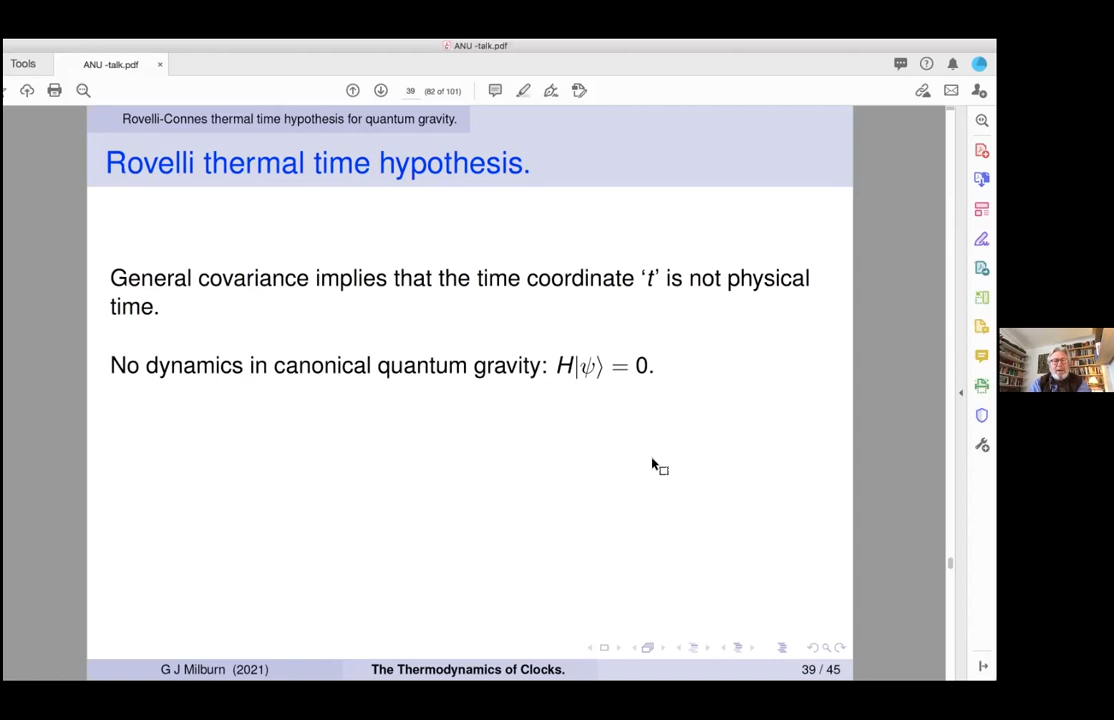 ANU -talk.pdf
Tools
ANU -talk.pdf ×
39 (82 of 101)
Rovelli-Connes thermal time hypothesis for quantum gravity.
Rovelli thermal time hypothesis.
General covariance implies that the time coordinate ‘t’ is not physical
time.
No dynamics in canonical quantum gravity: H|ψ⟩ = 0.
G J Milburn (2021) The Thermodynamics of Clocks. 39 / 45